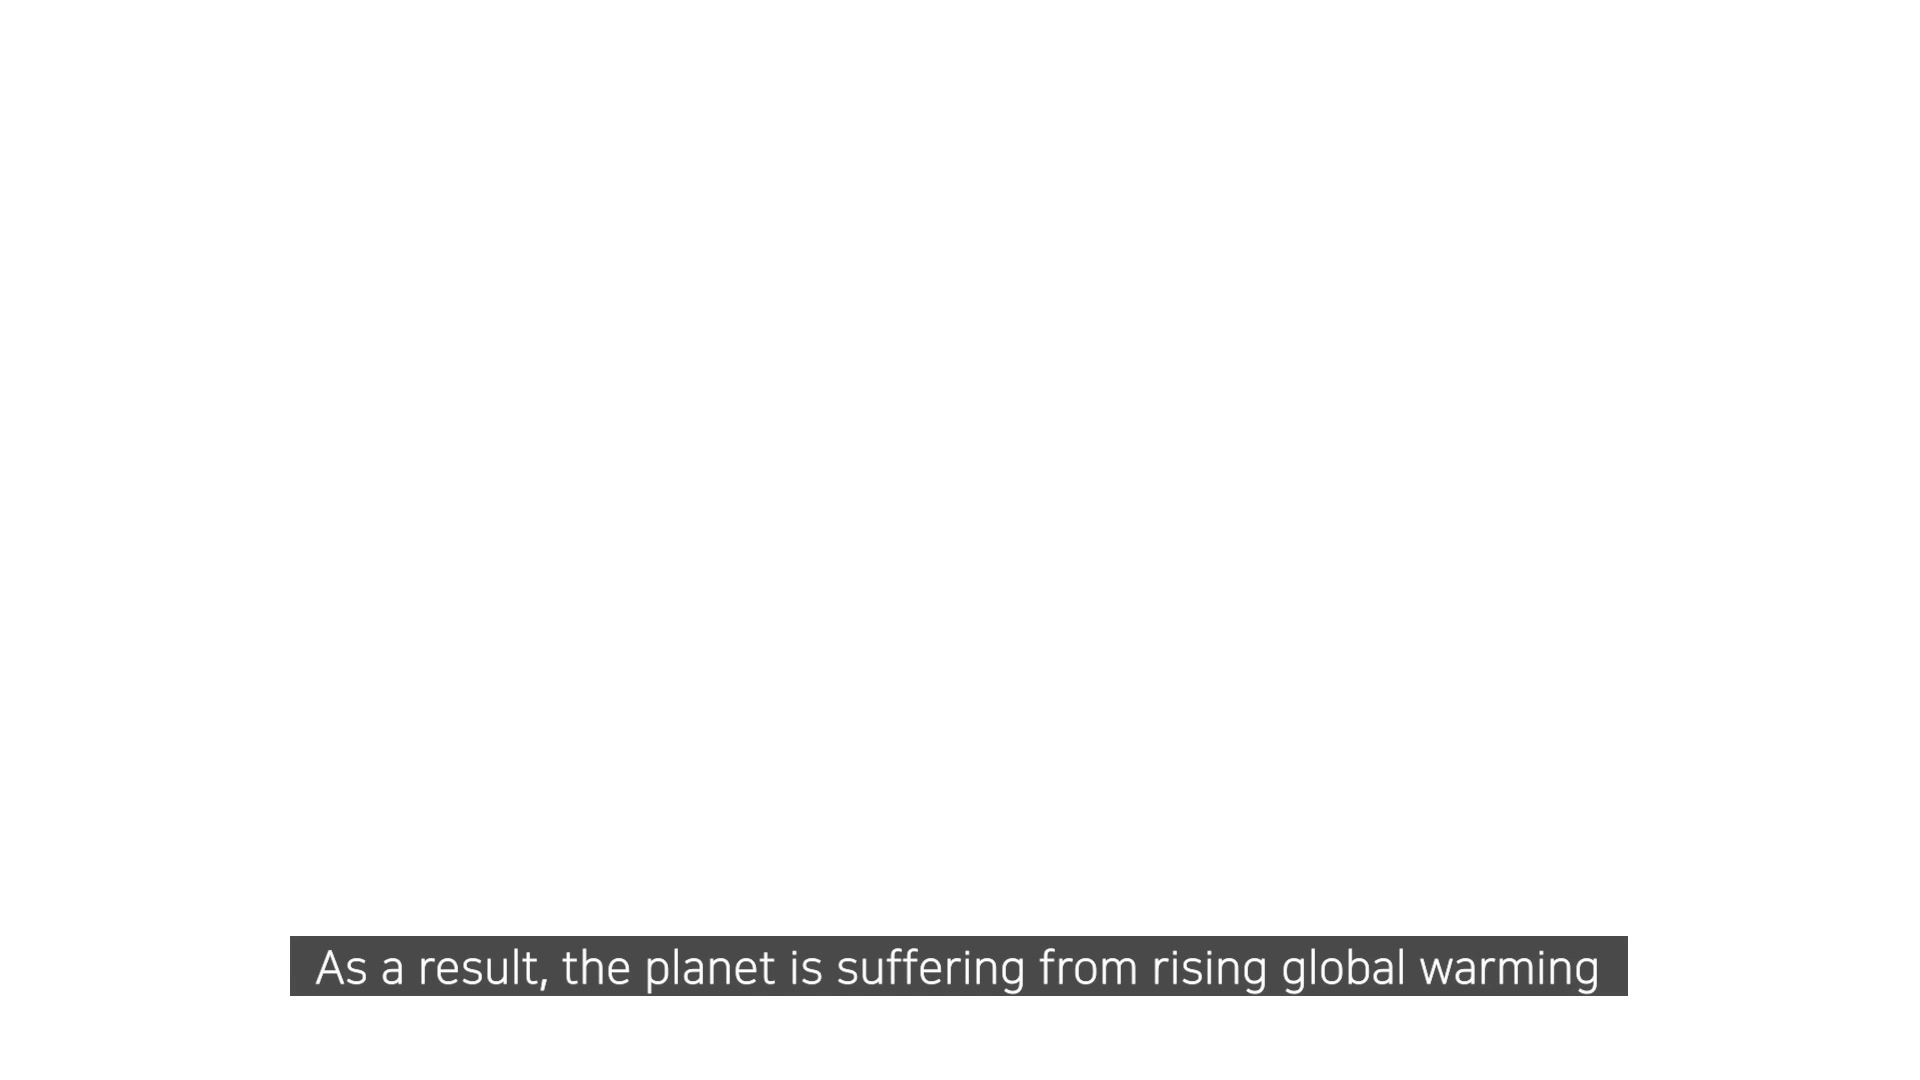 As a result, the planet is suffering from rising global warming